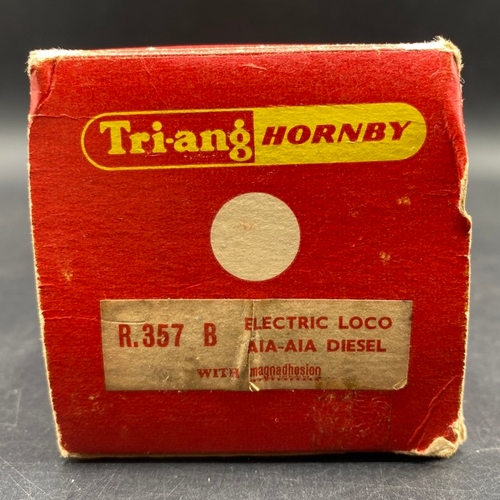 Tri-ang HORNBY
R.357 B ELECTRIC LOCO
AIA-AIA DIESEL
WITH magnadhesion